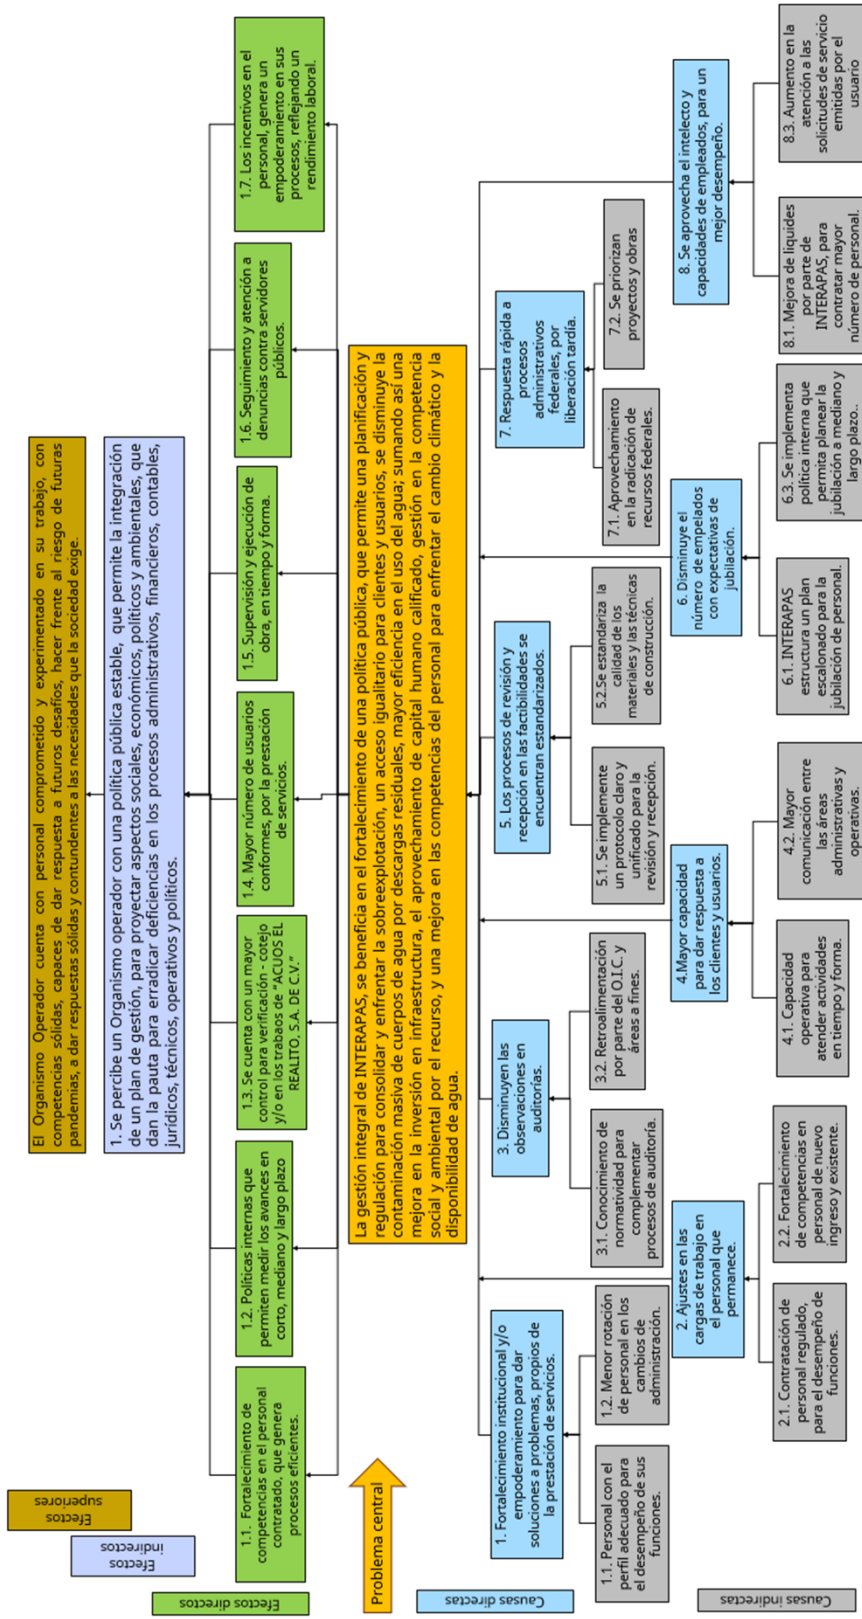 Efectos
superiores
El Organismo Operador cuenta con personal comprometido y experimentado en su trabajo, con
competencias sólidas, capaces de dar respuesta a futuros desafíos, hacer frente al riesgo de futuras
pandemias, a dar respuestas sólidas y contundentes a las necesidades que la sociedad exige.
Efectos
indirectos
1. Se percibe un Organismo operador con una política pública estable, que permite la integración
de un plan de gestión, para proyectar aspectos sociales, económicos, políticos y ambientales, que
dan la pauta para erradicar deficiencias en los procesos administrativos, financieros, contables,
jurídicos, técnicos, operativos y políticos.
Efectos directos
1.1. Fortalecimiento de
competencias en el personal
contratado, que genera
procesos eficientes.
1.2. Políticas internas que
permiten medir los avances en
corto, mediano y largo plazo
1.3. Se cuenta con un mayor
control para verificación - cotejo
y/o en los trabaos de "ACUOS EL
REALITO, S.A. DE C.V."
1.4. Mayor número de usuarios
conformes, por la prestación
de servicios.
1.5. Supervisión y ejecución de
obra, en tiempo y forma.
1.6. Seguimiento y atención a
denuncias contra servidores
públicos.
1.7. Los incentivos en el
personal, genera un
empoderamiento en sus
procesos, reflejando un
rendimiento laboral.
Problema central
La gestión integral de INTERAPAS, se beneficia en el fortalecimiento de una política pública, que permite una planificación y
regulación para consolidar y enfrentar la sobreexplotación, un acceso igualitario para clientes y usuarios, se disminuye la
contaminación masiva de cuerpos de agua por descargas residuales, mayor eficiencia en el uso del agua; sumando así una
mejora en la inversión en infraestructura, el aprovechamiento de capital humano calificado, gestión en la competencia
social y ambiental por el recurso, y una mejora en las competencias del personal para enfrentar el cambio climático y la
disponibilidad de agua.
Causas directas
1. Fortalecimiento institucional y/o
empoderamiento para dar
soluciones a problemas, propios de
la prestación de servicios.
3. Disminuyen las
observaciones en
auditorías.
5. Los procesos de revisión y
recepción en las factibilidades se
encuentran estandarizados.
7. Respuesta rápida a
procesos
administrativos
federales, por
liberación tardía.
1.1. Personal con el
perfil adecuado para
el desempeño de sus
funciones.
1.2. Menor rotación
de personal en los
cambios de
administración.
3.1. Conocimiento de
normatividad para
complementar
procesos de auditoría.
3.2. Retroalimentación
por parte del O.I.C. y
áreas a fines.
5.1. Se implemente
un protocolo claro y
unificado para la
revisión y recepción.
5.2.Se estandariza la
calidad de los
materiales y las técnicas
de construcción.
7.1. Aprovechamiento
en la radicación de
recursos federales.
7.2. Se priorizan
proyectos y obras
2. Ajustes en las
cargas de trabajo en
el personal que
permanece.
4.Mayor capacidad
para dar respuesta a
los clientes y usuarios.
6. Disminuye el
número de empelados
con expectativas de
jubilación.
8. Se aprovecha el intelecto y
capacidades de empleados, para un
mejor desempeño.
Causas indirectas
2.1. Contratación de
personal regulado,
para el desempeño de
funciones.
2.2. Fortalecimiento
de competencias en
personal de nuevo
ingreso y existente.
4.1. Capacidad
operativa para
atender actividades
en tiempo y forma.
4.2. Mayor
comunicación entre
las áreas
administrativas y
operativas.
6.1. INTERAPAS
estructura un plan
escalonado para la
jubilación de personal.
6.3. Se implementa
política interna que
permita planear la
jubilación a mediano y
largo plazo..
8.1. Mejora de liquides
por parte de
INTERAPAS, para
contratar mayor
número de personal.
8.3. Aumento en la
atención a las
solicitudes de servicio
emitidas por el
usuario